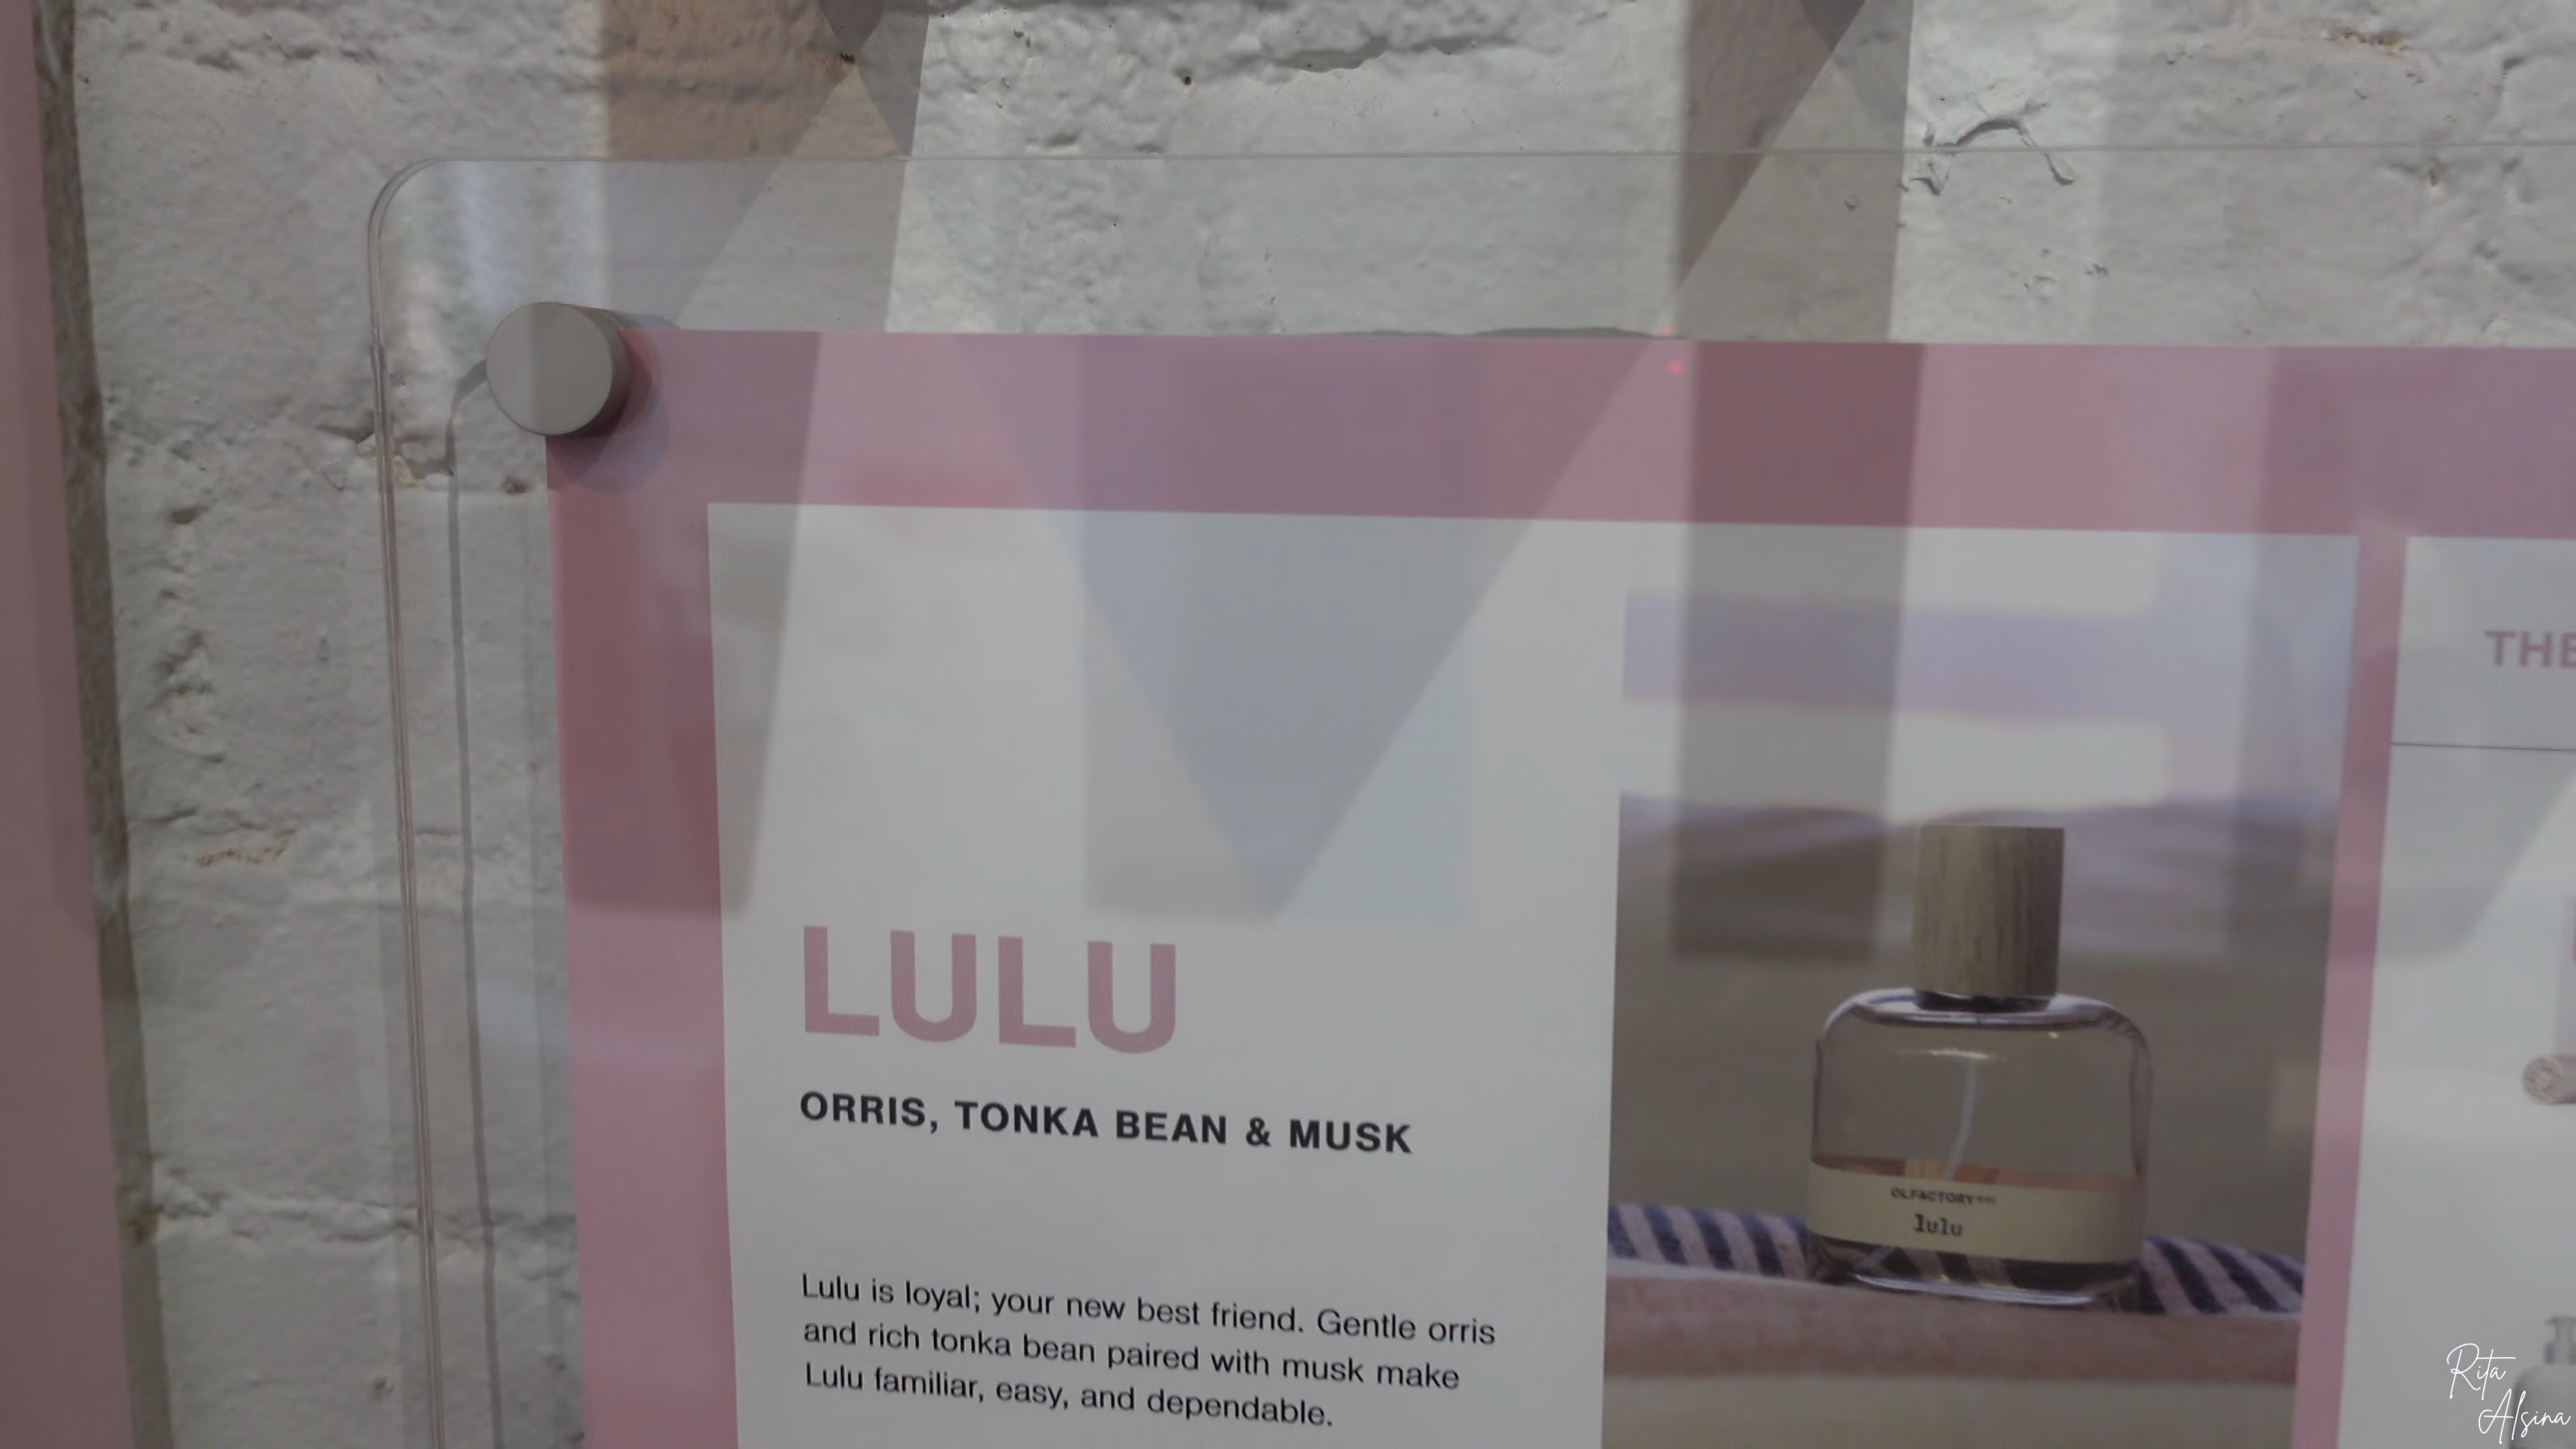 LULU
ORRIS, TONKA BEAN & MUSK
Lulu is loyal; your new best friend. Gentle orris
and rich tonka bean paired with musk make
Lulu familiar, easy, and dependable.
OLFACTORY
lulu
THE
Rita
Alsina